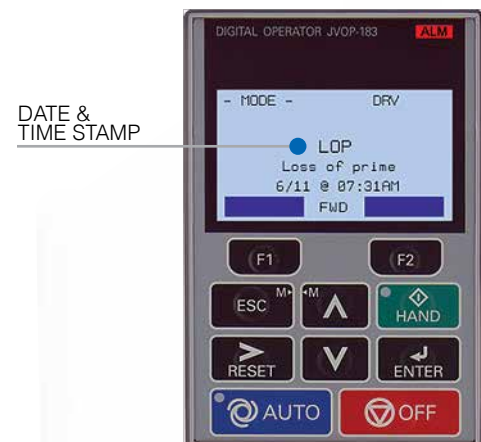 DIGITAL OPERATOR JVOP-183 ALM
- MODE - DRV
DATE &
TIME STAMP
LOP
Loss of prime
6/11 @ 07:31AM
FWD
F1 F2
ESC M M HAND
RESET ENTER
AUTO OFF